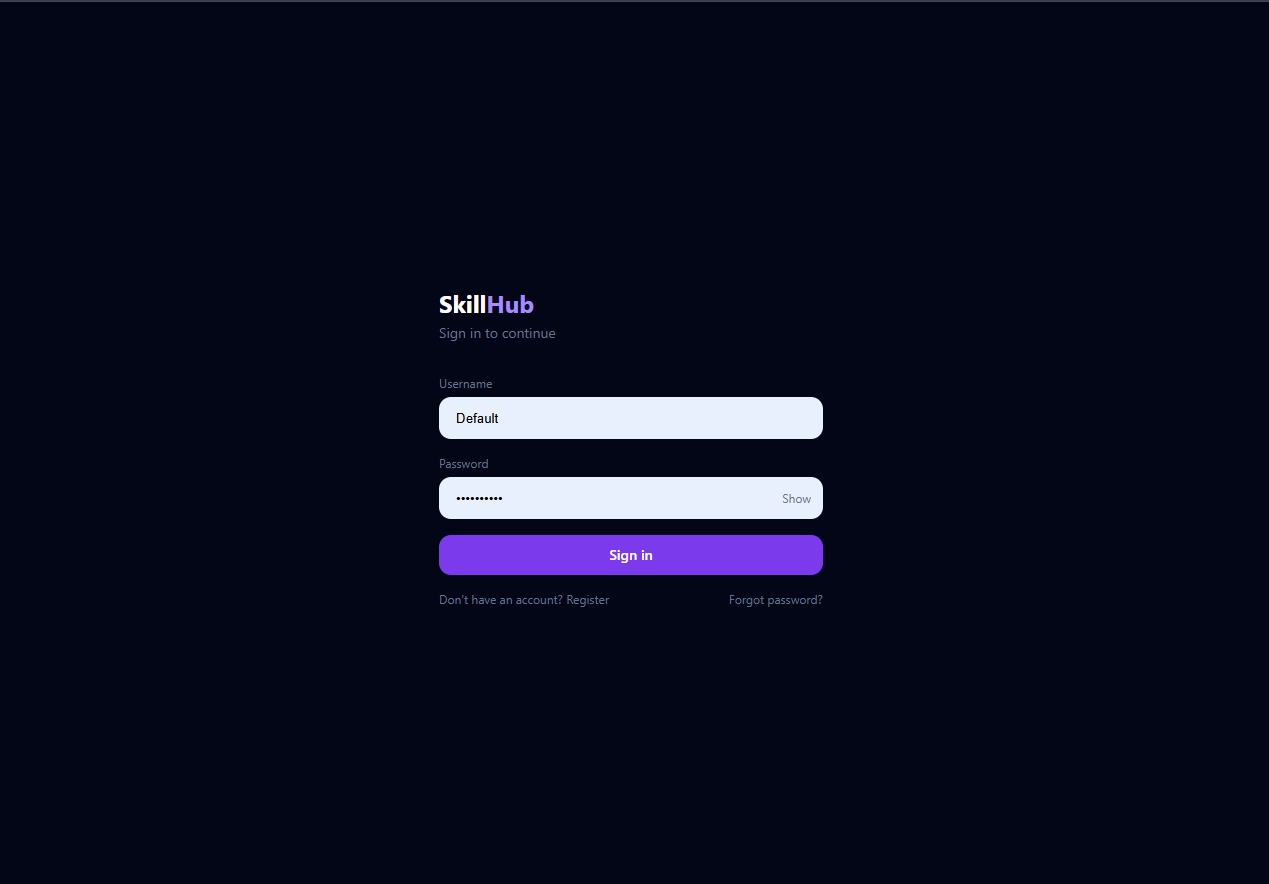 SkillHub
Sign in to continue
Username
Default
Password
•••••••••• Show
Sign in
Don't have an account? Register Forgot password?